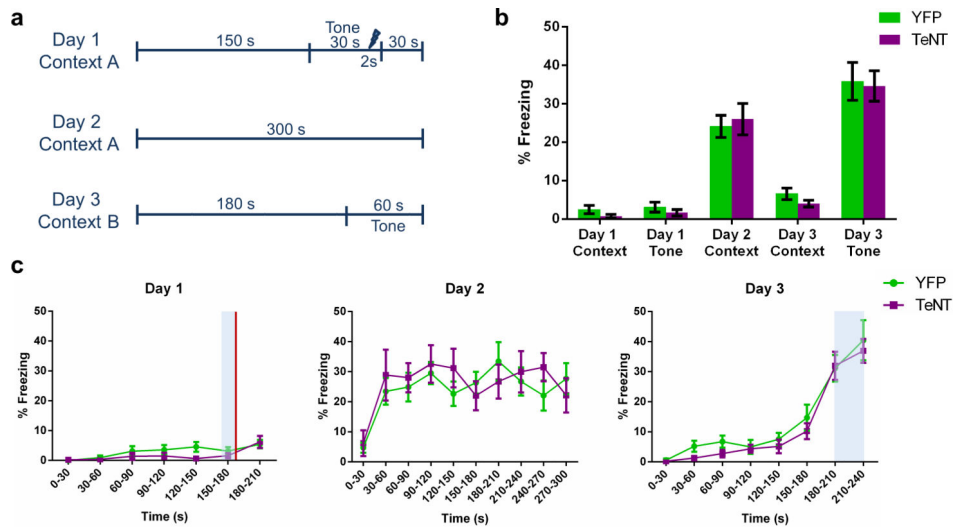 a
Day 1
Context A
150 s
Tone
30 s
2s
30 s
Day 2
Context A
300 s
Day 3
Context B
180 s
60 s
Tone
b
% Freezing
50
40
30
20
10
0
Day 1
Context
Day 1
Tone
Day 2
Context
Day 3
Context
Day 3
Tone
YFP
TeNT
c
Day 1
% Freezing
50
40
30
20
10
0
0-30
30-60
60-90
90-120
120-150
150-180
180-210
Time (s)
Day 2
% Freezing
50
40
30
20
10
0
0-30
30-60
60-90
90-120
120-150
150-180
180-210
210-240
240-270
270-300
Time (s)
Day 3
% Freezing
50
40
30
20
10
0
0-30
30-60
60-90
90-120
120-150
150-180
180-210
210-240
Time (s)
YFP
TeNT